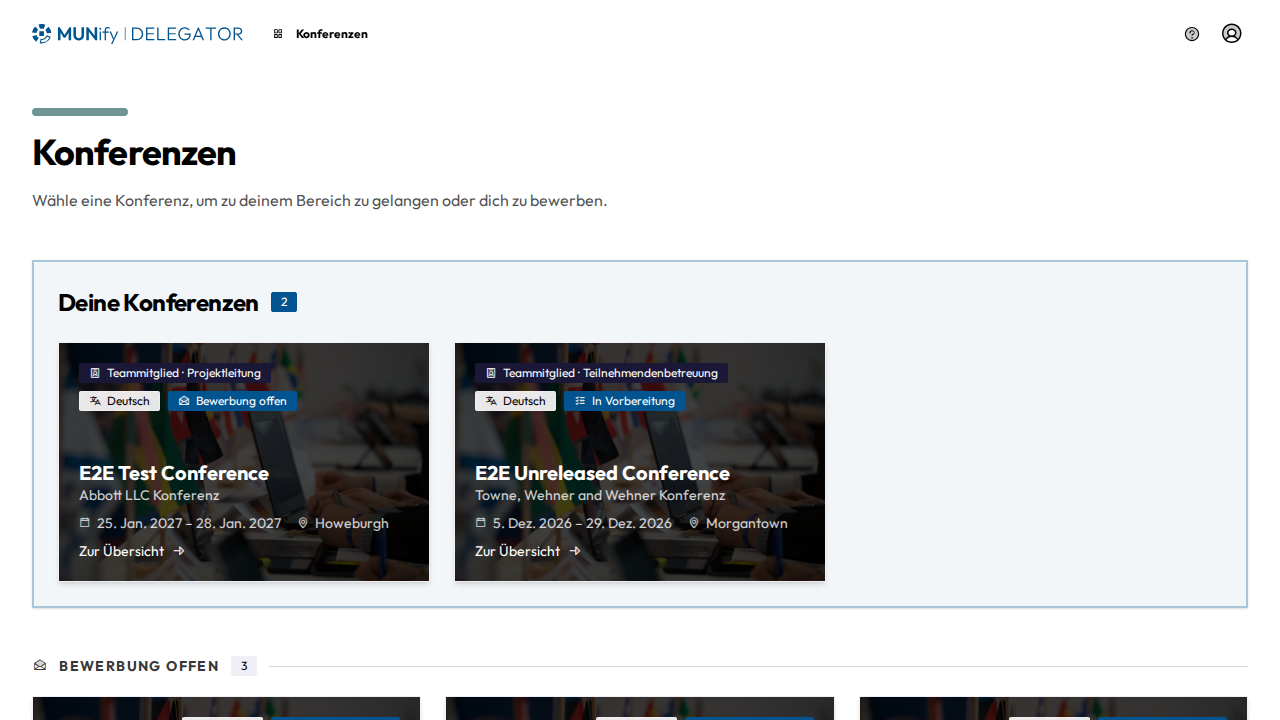 MUNify | DELEGATOR
Konferenzen
Konferenzen
Wähle eine Konferenz, um zu deinem Bereich zu gelangen oder dich zu bewerben.
Deine Konferenzen 2
Teammitglied · Projektleitung
Deutsch Bewerbung offen
E2E Test Conference
Abbott LLC Konferenz
25. Jan. 2027 – 28. Jan. 2027 Howeburgh
Zur Übersicht
Teammitglied · Teilnehmendenbetreuung
Deutsch In Vorbereitung
E2E Unreleased Conference
Towne, Wehner and Wehner Konferenz
5. Dez. 2026 – 29. Dez. 2026 Morgantown
Zur Übersicht
BEWERBUNG OFFEN 3